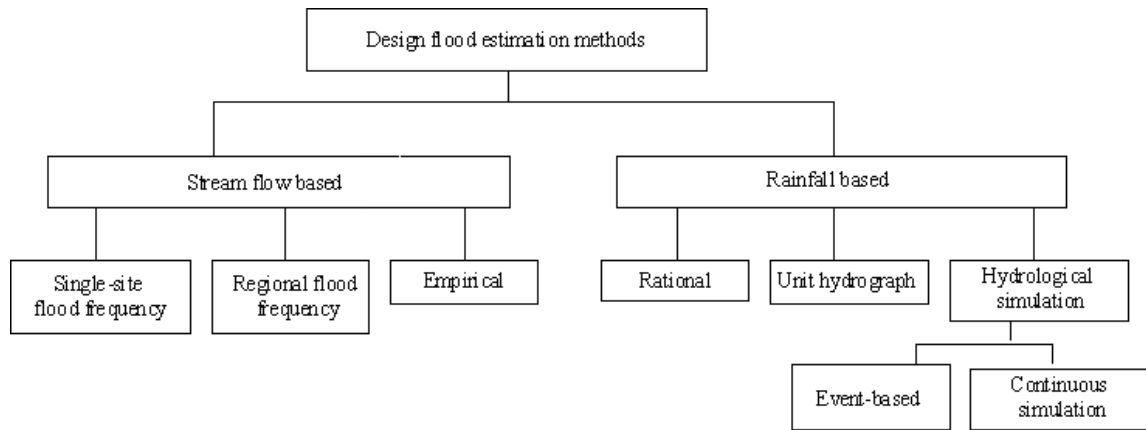 Design flood estimation methods
Stream flow based
Rainfall based
Single-site
flood frequency
Regional flood
frequency
Empirical
Rational
Unit hydrograph
Hydrological
simulation
Event-based
Continuous
simulation